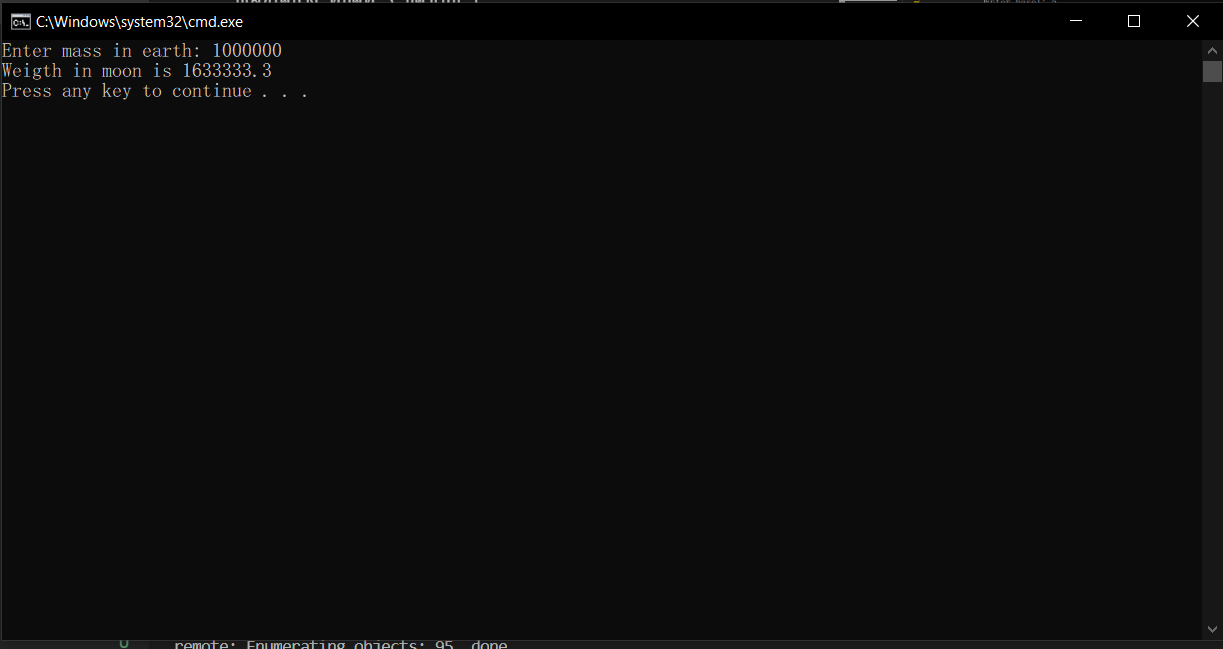 C:\Windows\system32\cmd.exe
Enter mass in earth: 1000000
Weigth in moon is 1633333.3
Press any key to continue . . .
remote: Enumerating objects: 95, done